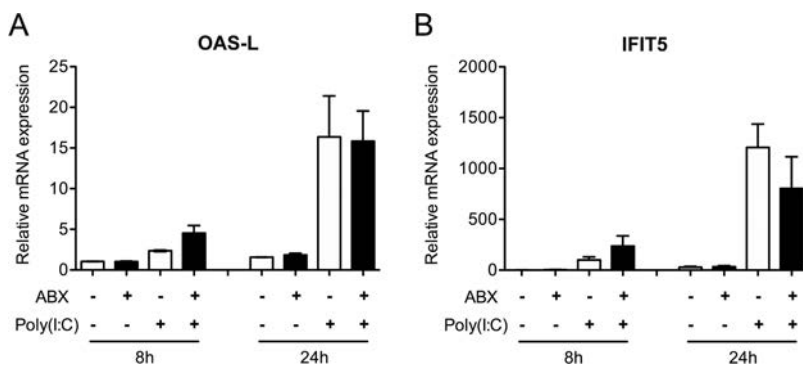 A
OAS-L
Relative mRNA expression
25
20
15
10
5
0
ABX - + - + - + - +
Poly(I:C) - - + + - - + +
8h 24h
B
IFIT5
Relative mRNA expression
2000
1500
1000
500
0
ABX - + - + - + - +
Poly(I:C) - - + + - - + +
8h 24h